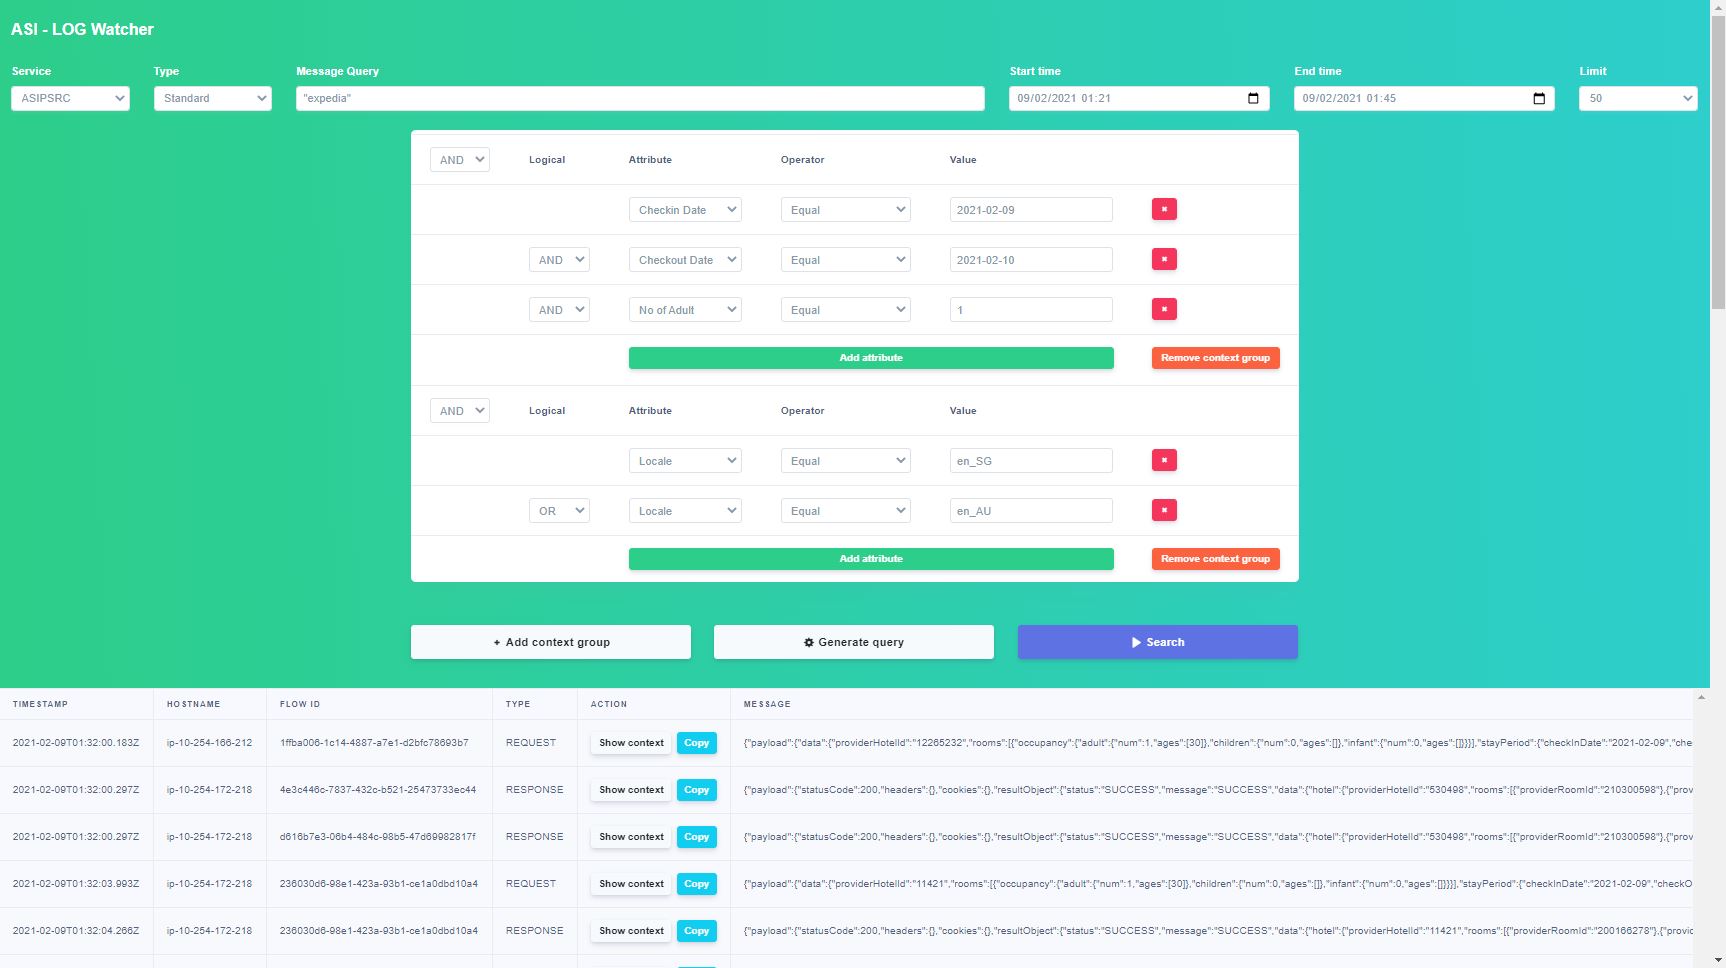 ASI - LOG Watcher
Service Type Message Query Start time End time Limit
ASIPSRC Standard "expedia" 09/02/2021 01:21 09/02/2021 01:45 50
AND Logical Attribute Operator Value
Checkin Date Equal 2021-02-09
AND Checkout Date Equal 2021-02-10
AND No of Adult Equal 1
Add attribute Remove context group
AND Logical Attribute Operator Value
Locale Equal en_SG
OR Locale Equal en_AU
Add attribute Remove context group
+ Add context group Generate query Search
TIMESTAMP HOSTNAME FLOW ID TYPE ACTION MESSAGE
2021-02-09T01:32:00.183Z ip-10-254-166-212 1ffba006-1c14-4887-a7e1-d2bfc78693b7 REQUEST Show context Copy {"payload":{"data":{"providerHotelId":"12265232","rooms":[{"occupancy":{"adult":{"num":1,"ages":[30]},"children":{"num":0,"ages":[]},"infant":{"num":0,"ages":[]}}}],"stayPeriod":{"checkInDate":"2021-02-09","che
2021-02-09T01:32:00.297Z ip-10-254-172-218 4e3c446c-7837-432c-b521-25473733ec44 RESPONSE Show context Copy {"payload":{"statusCode":200,"headers":{},"cookies":{},"resultObject":{"status":"SUCCESS","message":"SUCCESS","data":{"hotel":{"providerHotelId":"530498","rooms":[{"providerRoomId":"210300598"},{"prov
2021-02-09T01:32:00.297Z ip-10-254-172-218 d616b7e3-06b4-484c-98b5-47d69982817f RESPONSE Show context Copy {"payload":{"statusCode":200,"headers":{},"cookies":{},"resultObject":{"status":"SUCCESS","message":"SUCCESS","data":{"hotel":{"providerHotelId":"530498","rooms":[{"providerRoomId":"210300598"},{"prov
2021-02-09T01:32:03.993Z ip-10-254-172-218 236030d6-98e1-423a-93b1-ce1a0dbd10a4 REQUEST Show context Copy {"payload":{"data":{"providerHotelId":"11421","rooms":[{"occupancy":{"adult":{"num":1,"ages":[30]},"children":{"num":0,"ages":[]},"infant":{"num":0,"ages":[]}}}],"stayPeriod":{"checkInDate":"2021-02-09","checkO
2021-02-09T01:32:04.266Z ip-10-254-172-218 236030d6-98e1-423a-93b1-ce1a0dbd10a4 RESPONSE Show context Copy {"payload":{"statusCode":200,"headers":{},"cookies":{},"resultObject":{"status":"SUCCESS","message":"SUCCESS","data":{"hotel":{"providerHotelId":"11421","rooms":[{"providerRoomId":"200166278"},{"provid